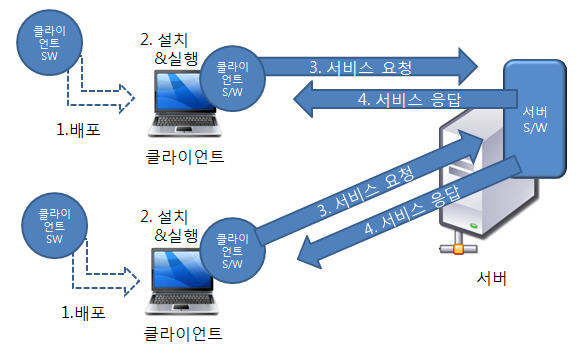 클라이
언트
SW
1.배포
2. 설치
&실행
클라이
언트
S/W
클라이언트
3. 서비스 요청
4. 서비스 응답
서버
S/W
클라이
언트
SW
1.배포
2. 설치
&실행
클라이
언트
S/W
클라이언트
3. 서비스 요청
4. 서비스 응답
서버